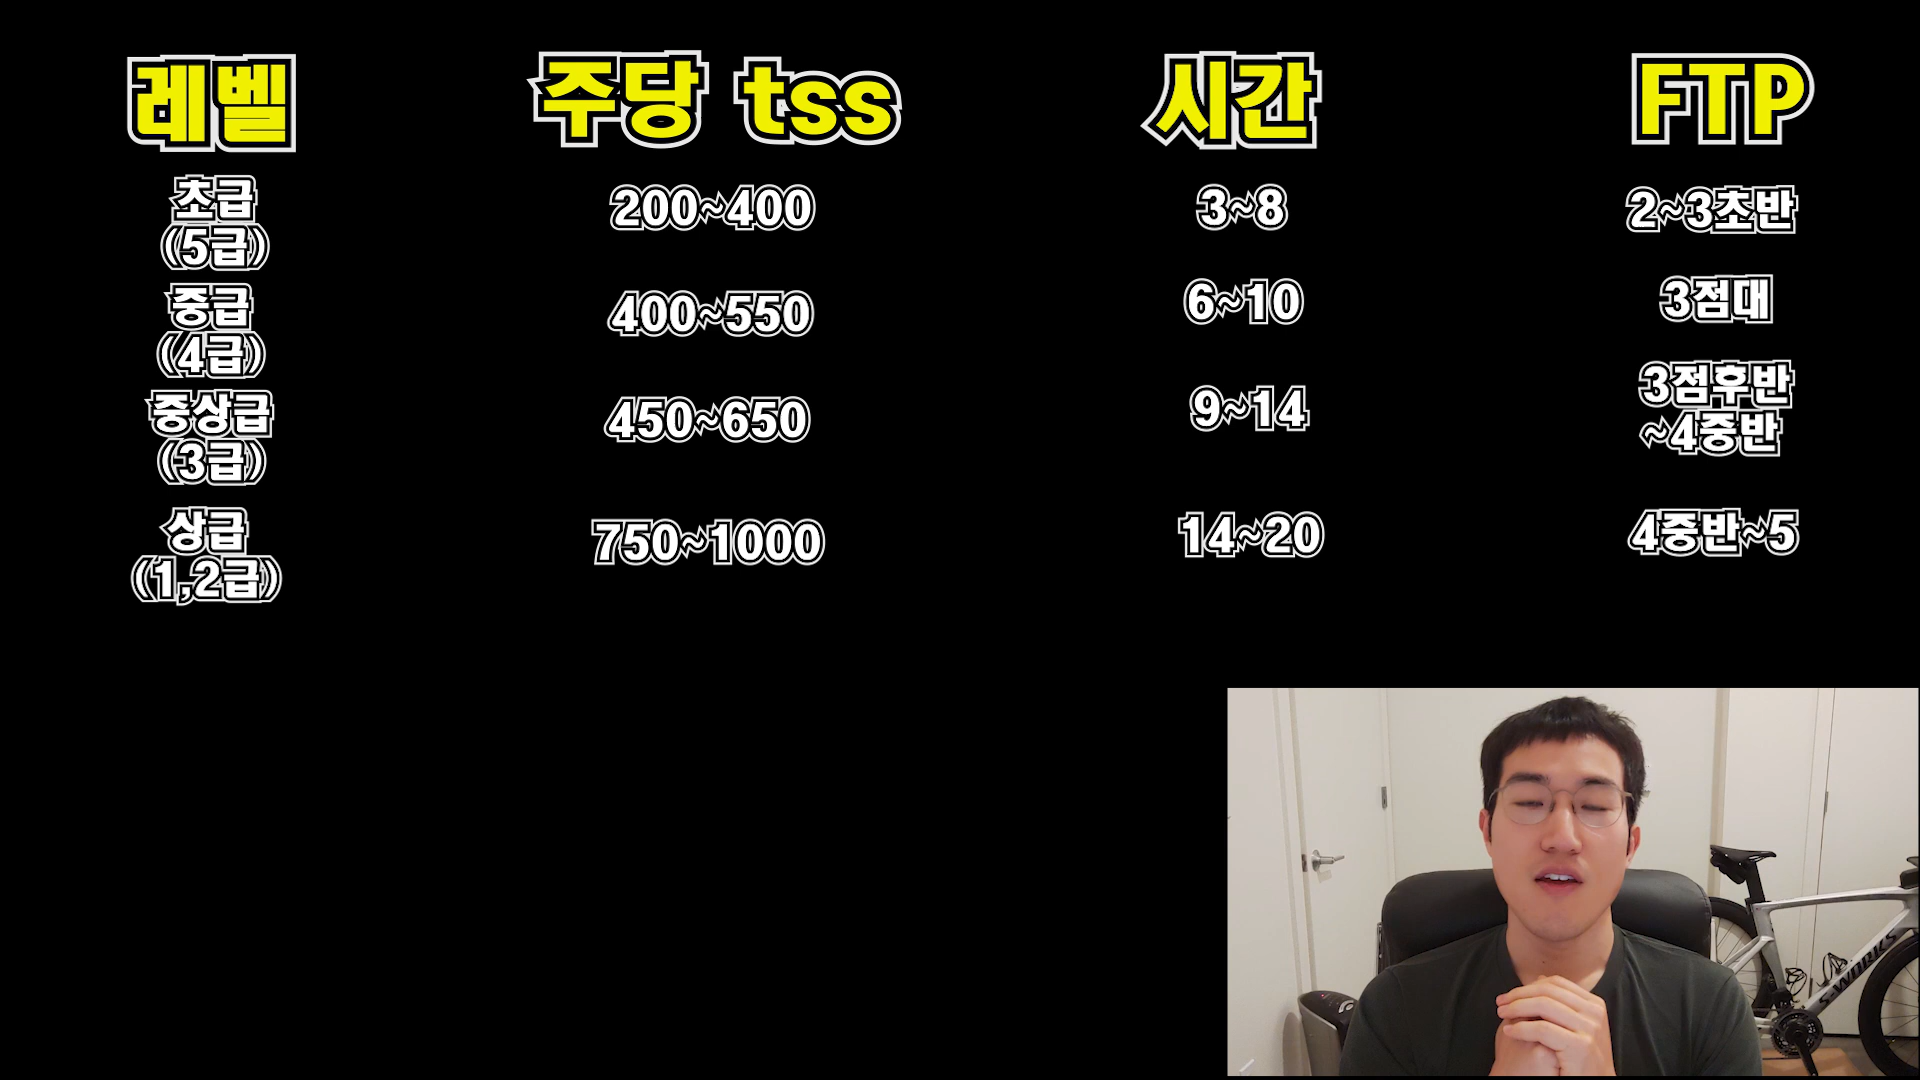 레벨 주당 tss 시간 FTP
초급
(5급)
200~400
3~8
2~3초반
중급
(4급)
400~550
6~10
3점대
중상급
(3급)
450~650
9~14
3점후반
~4중반
상급
(1,2급)
750~1000
14~20
4중반~5
S-WORKS